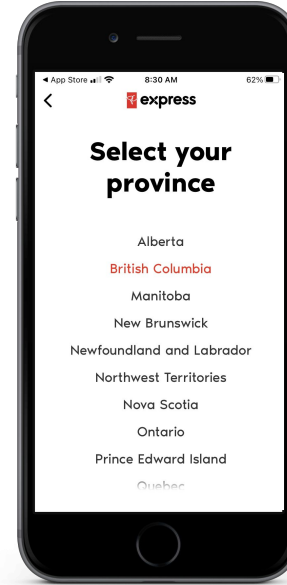 App Store 8:30 AM 62%
express
Select your
province
Alberta
British Columbia
Manitoba
New Brunswick
Newfoundland and Labrador
Northwest Territories
Nova Scotia
Ontario
Prince Edward Island
Quebec